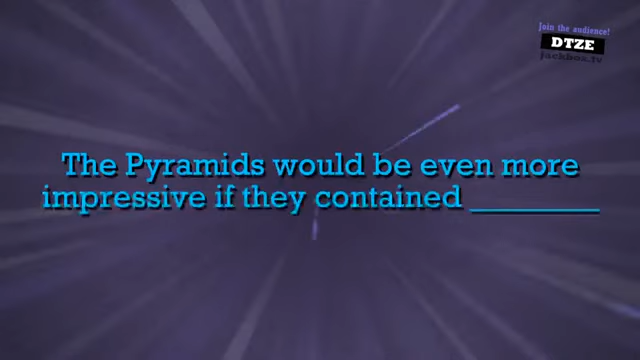 Join the audience!
DTZE
jackbox.tv
The Pyramids would be even more
impressive if they contained ________